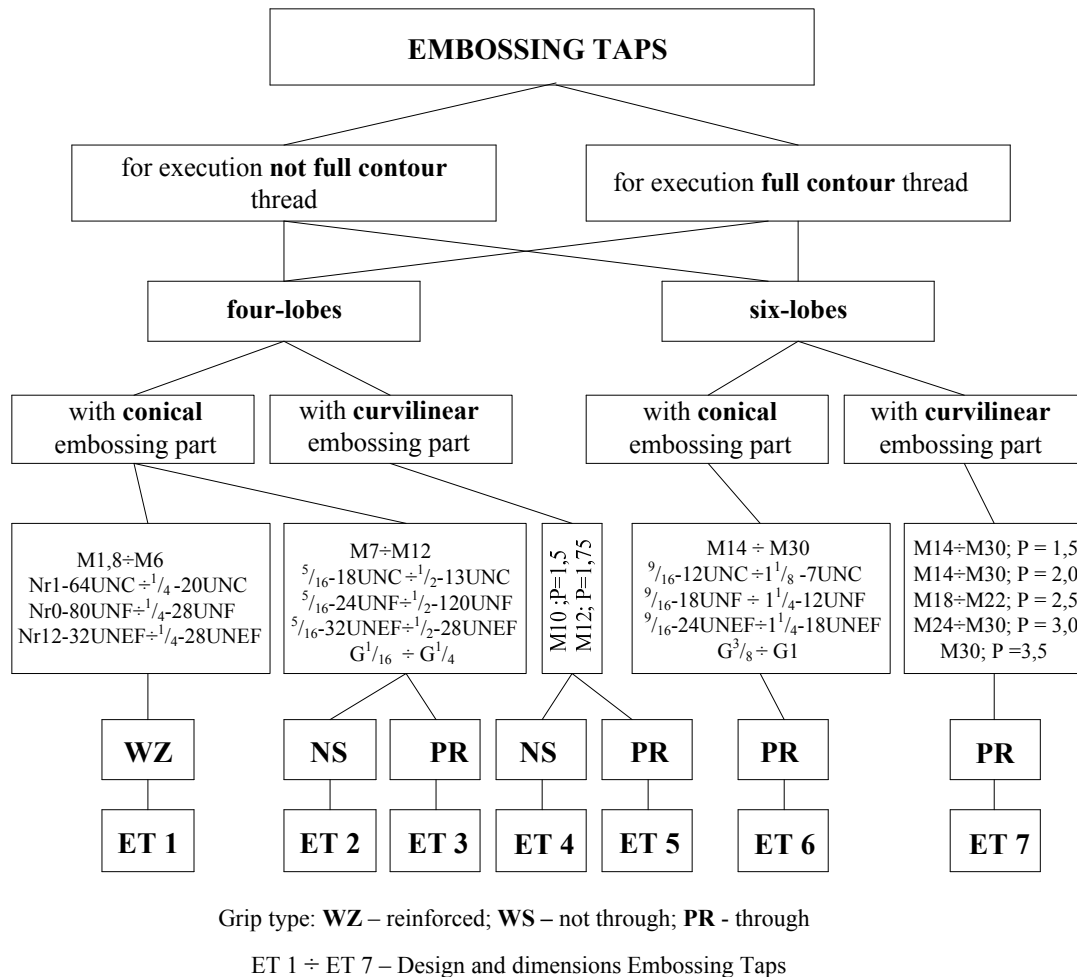 EMBOSSING TAPS
for execution not full contour
thread
for execution full contour thread
four-lobes
six-lobes
with conical
embossing part
with curvilinear
embossing part
with conical
embossing part
with curvilinear
embossing part
M1,8÷M6
Nr1-64UNC÷1/4-20UNC
Nr0-80UNF÷1/4-28UNF
Nr12-32UNEF÷1/4-28UNEF
M7÷M12
5/16-18UNC÷1/2-13UNC
5/16-24UNF÷1/2-120UNF
5/16-32UNEF÷1/2-28UNEF
G1/16 ÷ G1/4
M10 ;P=1,5
M12; P=1,75
M14 ÷ M30
9/16-12UNC÷11/8 -7UNC
9/16-18UNF ÷ 11/4-12UNF
9/16-24UNEF÷11/4-18UNEF
G3/8 ÷ G1
M14÷M30; P = 1,5
M14÷M30; P = 2,0
M18÷M22; P = 2,5
M24÷M30; P = 3,0
M30; P =3,5
WZ
NS
PR
NS
PR
PR
PR
ET 1
ET 2
ET 3
ET 4
ET 5
ET 6
ET 7
Grip type: WZ – reinforced; WS – not through; PR - through
ET 1 ÷ ET 7 – Design and dimensions Embossing Taps